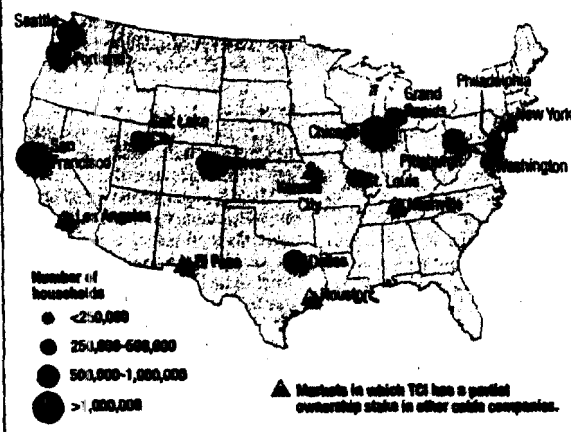 Seattle
Portland
Philadelphia
Grand
Rapids
New York
Salt Lake
Chicago
San
Francisco
Pittsburgh
Washington
Kansas
City
Louis
Los Angeles
Nashville
El Paso
Dallas
Houston
Number of
households
<250,000
250,000-500,000
500,000-1,000,000
>1,000,000
Markets in which TCI has a partial
ownership stake in other cable companies.